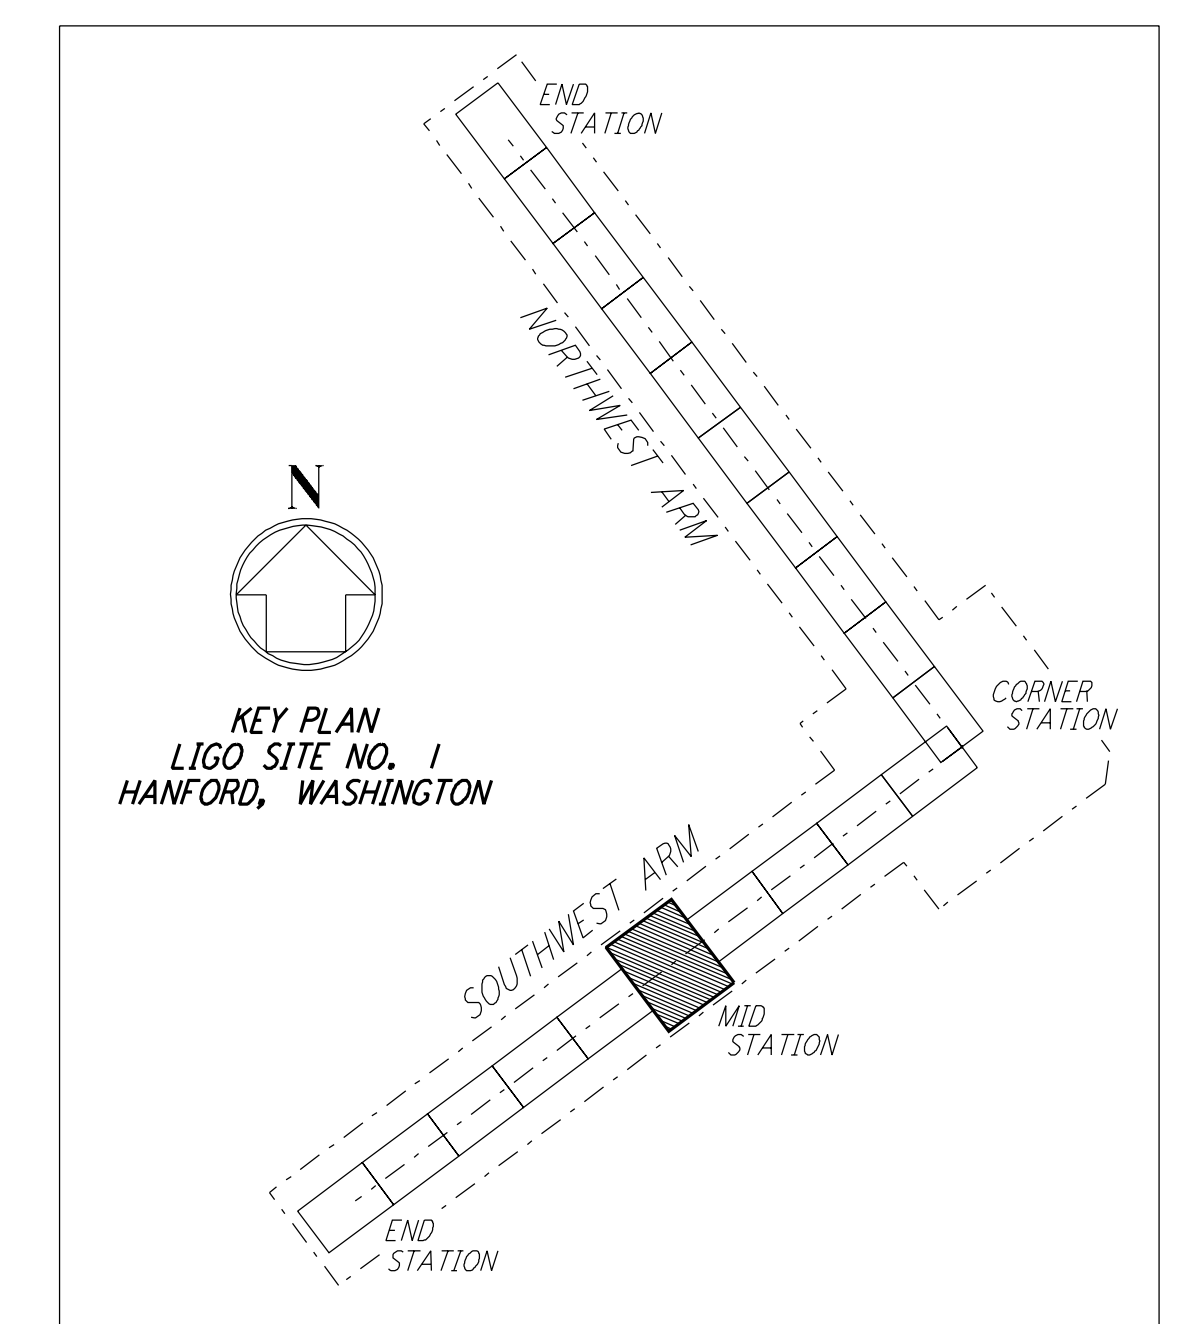 END
STATION
NORTHWEST ARM
N
KEY PLAN
LIGO SITE NO. 1
HANFORD, WASHINGTON
CORNER
STATION
SOUTHWEST ARM
MID
STATION
END
STATION